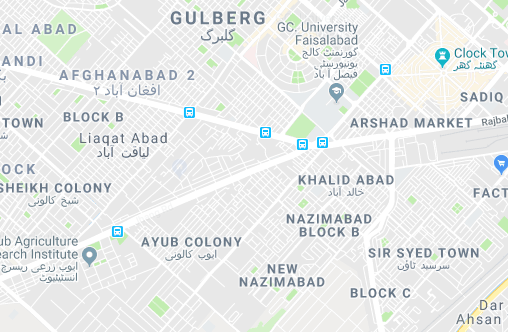 GULBERG
گلبرگ
GC. University
Faisalabad
گورنمنٹ کالج
یونیورسٹی
فیصل آباد
AL ABAD
Clock Tow
گھنٹہ گھر
ANDI
AFGHANABAD 2
افغان آباد ۲
SADIQ
BLOCK B
TOWN
ARSHAD MARKET
Rajba
Liaqat Abad
لیاقت آباد
OCK
SHEIKH COLONY
شیخ کالونی
KHALID ABAD
خالد آباد
FACT
NAZIMABAD
BLOCK B
ub Agriculture
earch Institute
ایوب زرعی ریسرچ
انسٹیٹیوٹ
AYUB COLONY
ایوب کالونی
SIR SYED TOWN
سرسید ٹاؤن
NEW
NAZIMABAD
BLOCK C
Dar
Ahsan